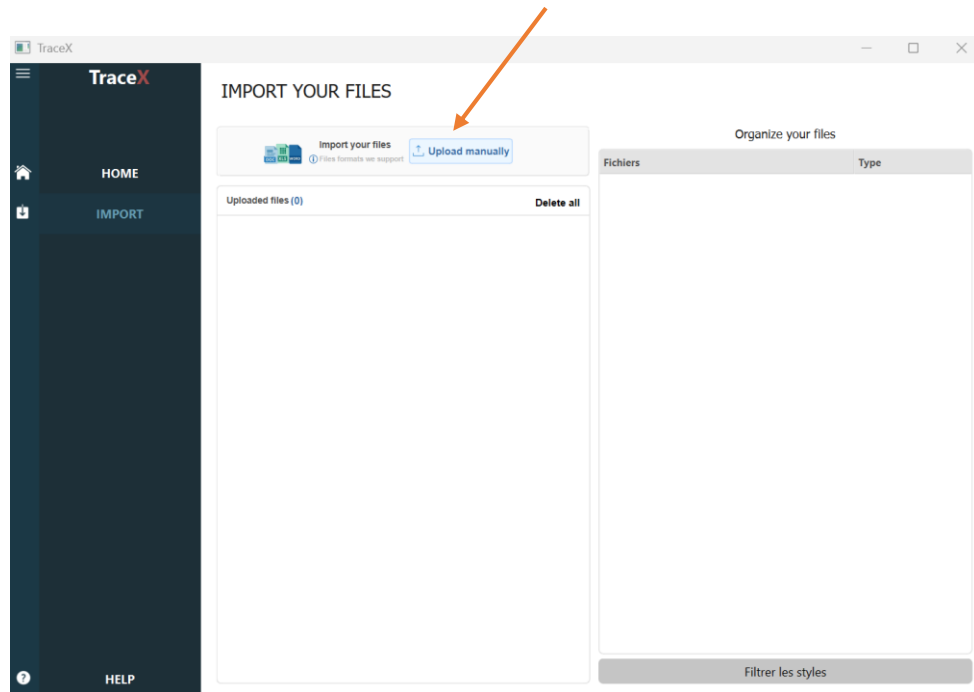 TraceX
TraceX
IMPORT YOUR FILES
Import your files
Files formats we support
Upload manually
Organize your files
Fichiers
Type
HOME
IMPORT
Uploaded files (0)
Delete all
Filtrer les styles
HELP